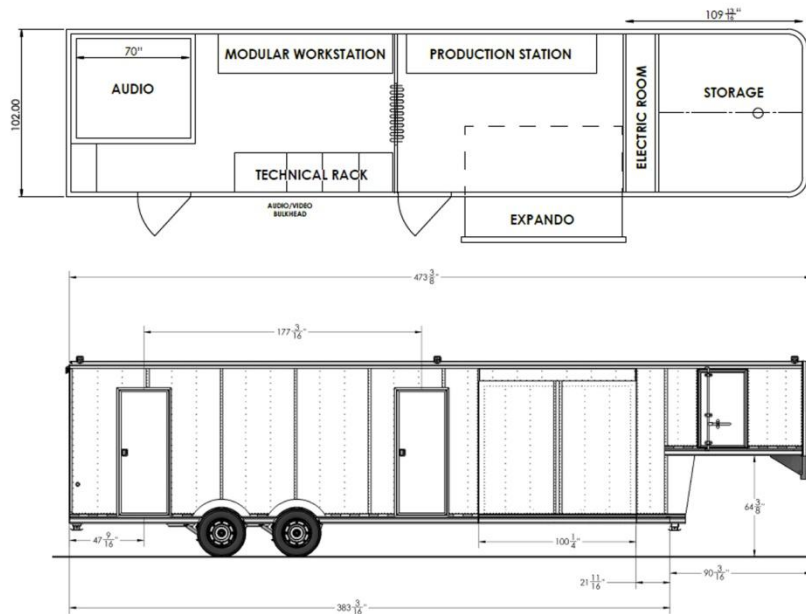 109 13/16"
70"
MODULAR WORKSTATION
PRODUCTION STATION
AUDIO
STORAGE
ELECTRIC ROOM
102.00
TECHNICAL RACK
AUDIO/VIDEO
BULKHEAD
EXPANDO
473 3/8"
177 3/16"
64 3/8"
47 9/16"
100 1/4"
21 11/16"
90 3/16"
383 3/16"